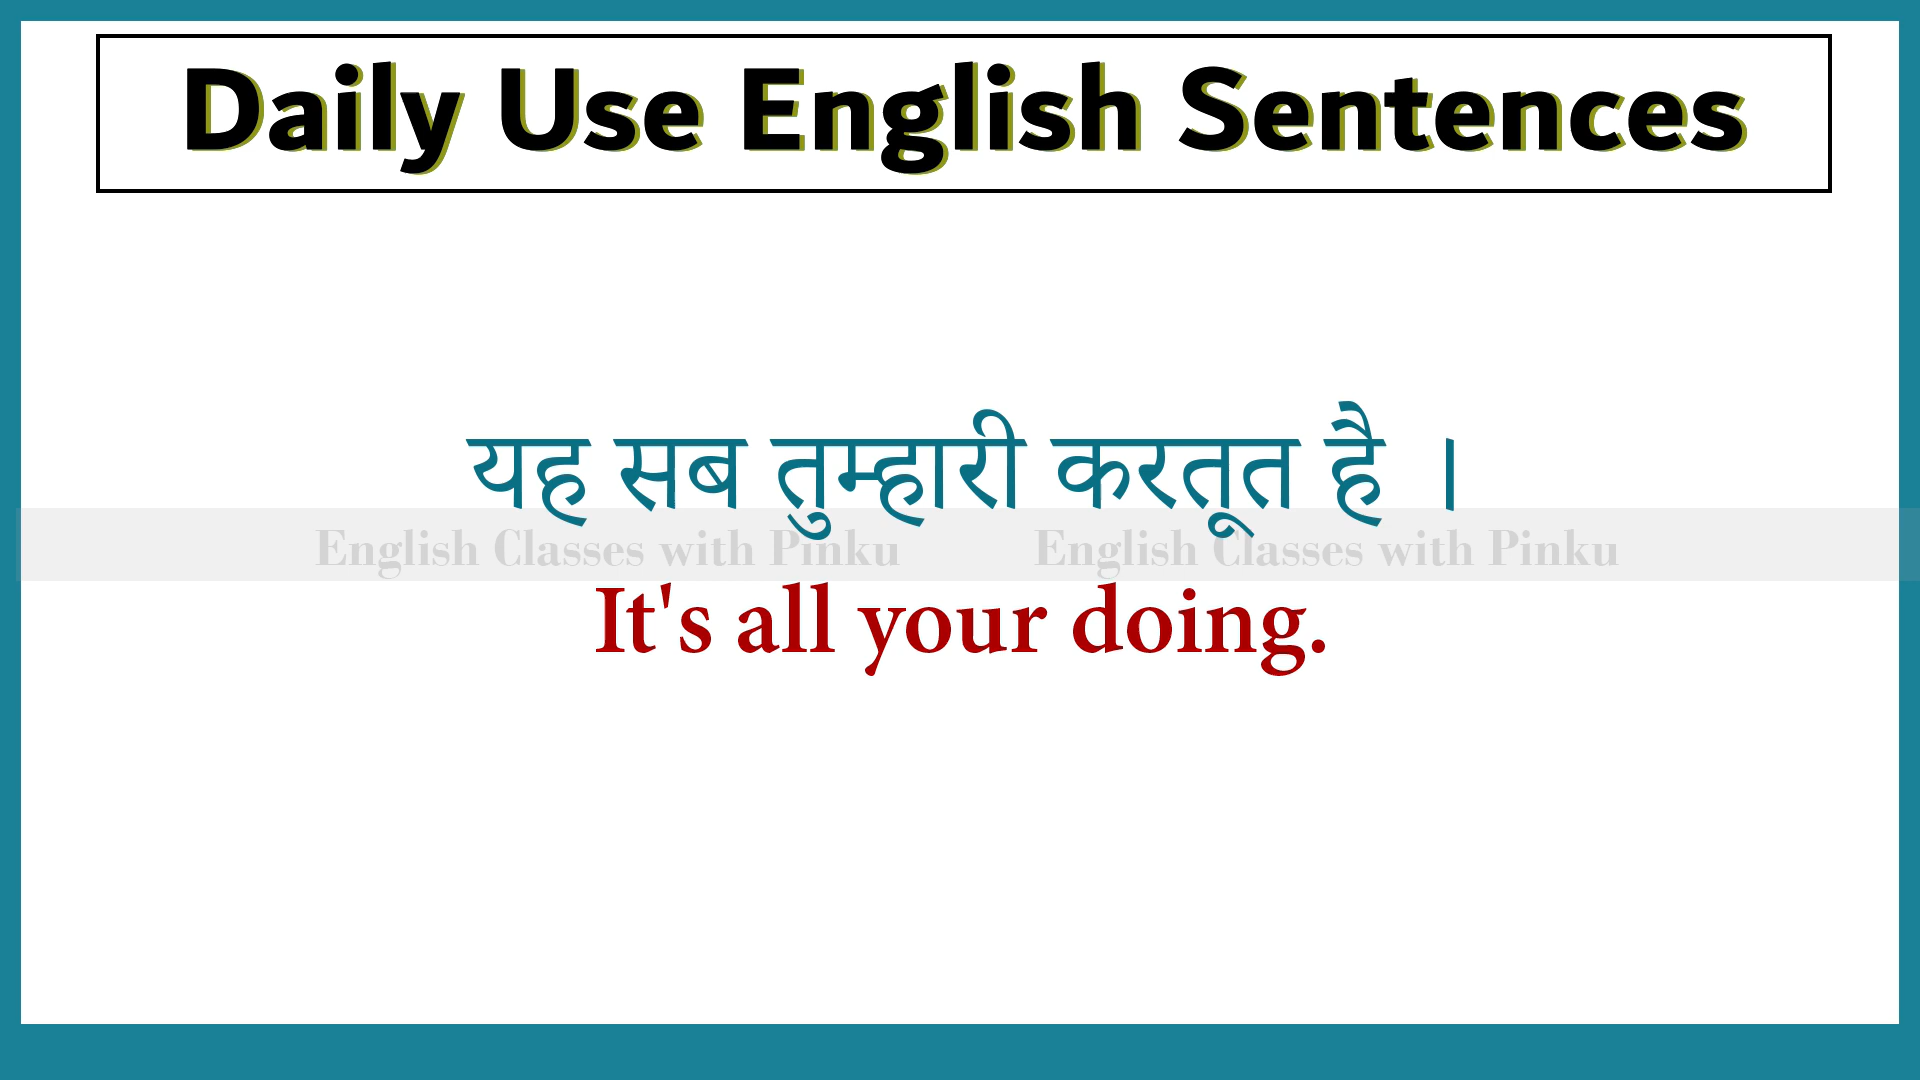 Daily Use English Sentences
यह सब तुम्हारी करतूत है ।
English Classes with Pinku English Classes with Pinku
It's all your doing.